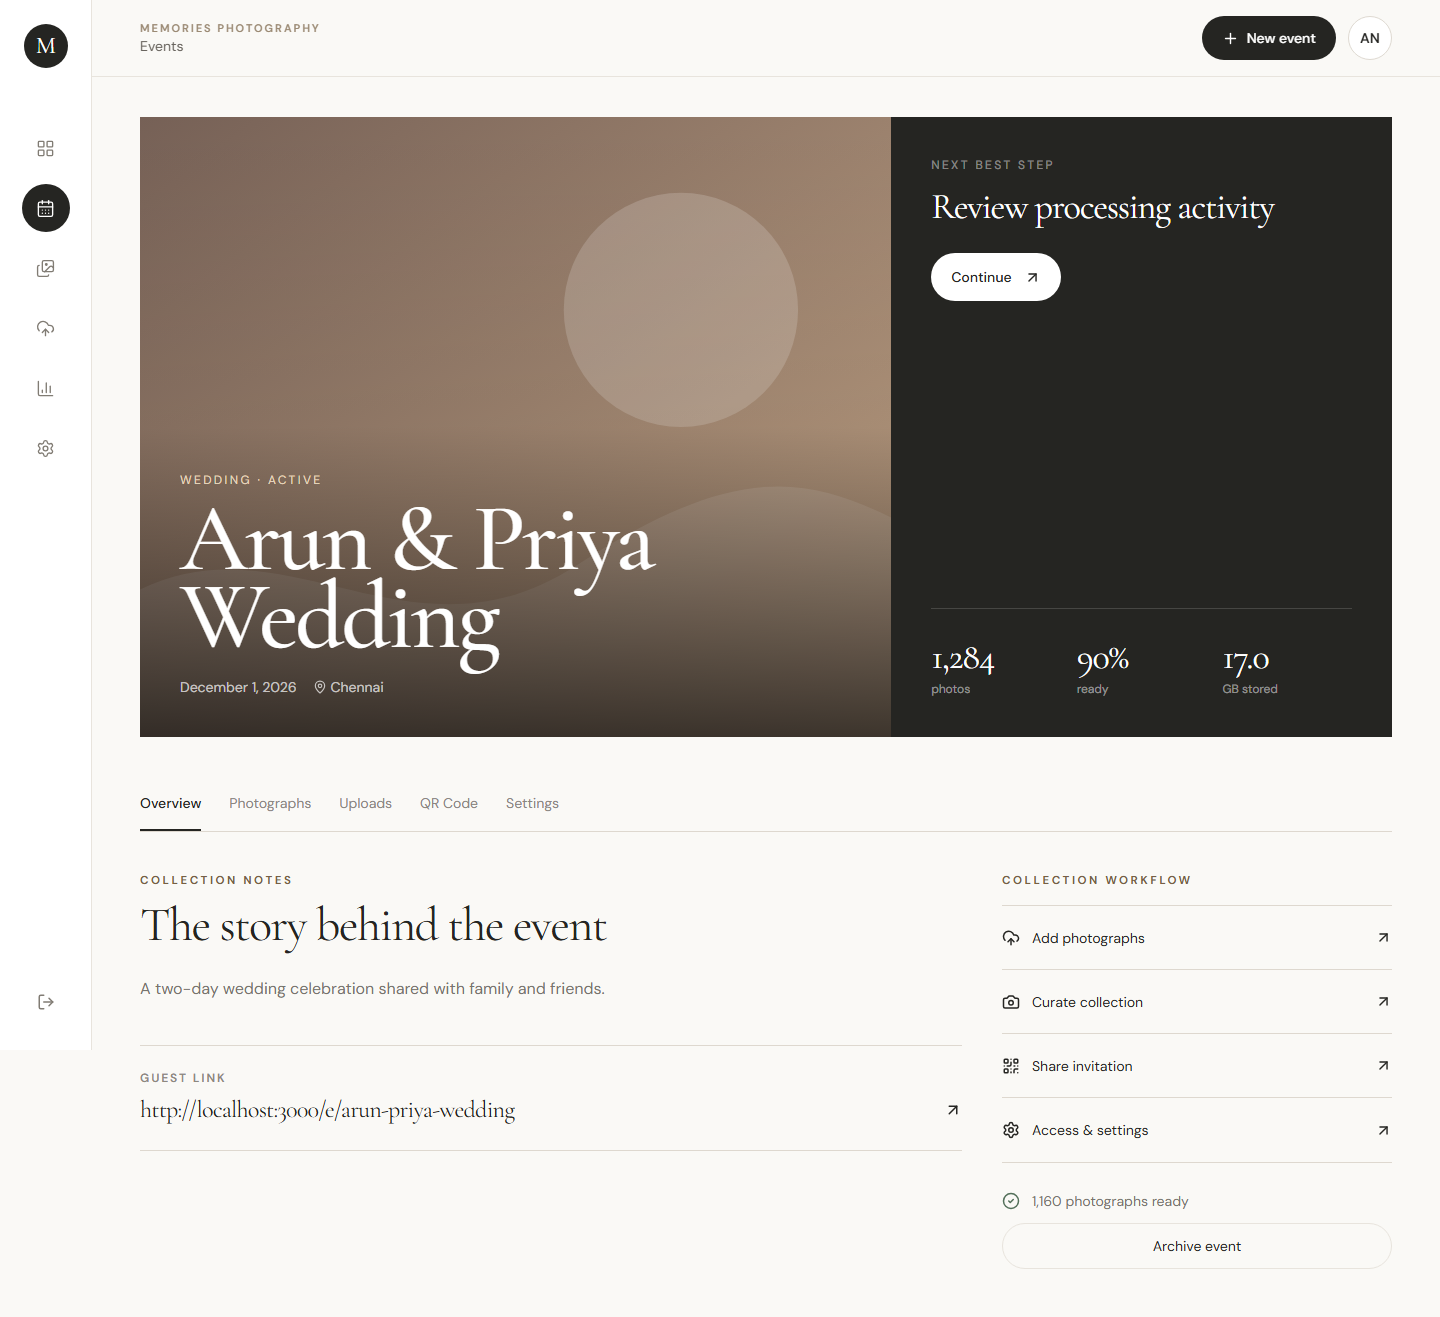 M
MEMORIES PHOTOGRAPHY
Events
New event
AN
WEDDING · ACTIVE
Arun & Priya
Wedding
December 1, 2026
Chennai
NEXT BEST STEP
Review processing activity
Continue
1,284
photos
90%
ready
17.0
GB stored
Overview
Photographs
Uploads
QR Code
Settings
COLLECTION NOTES
The story behind the event
A two-day wedding celebration shared with family and friends.
GUEST LINK
http://localhost:3000/e/arun-priya-wedding
COLLECTION WORKFLOW
Add photographs
Curate collection
Share invitation
Access & settings
1,160 photographs ready
Archive event